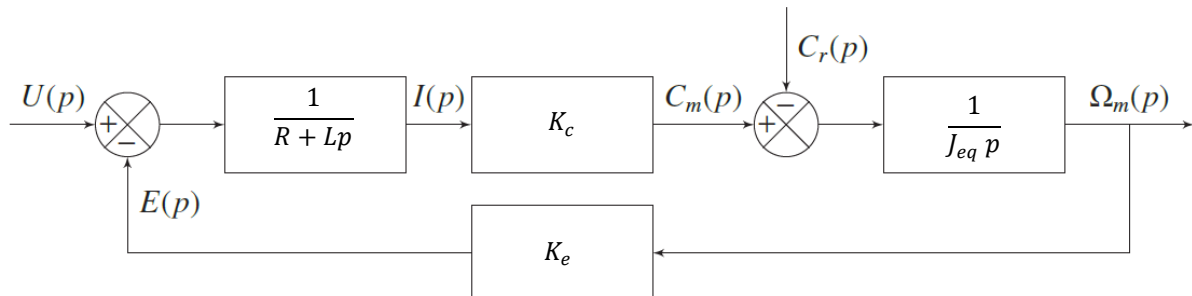 C_r(p)
U(p)
+
−
1
R + Lp
I(p)
K_c
C_m(p)
+
−
1
J_eq p
Ω_m(p)
E(p)
K_e